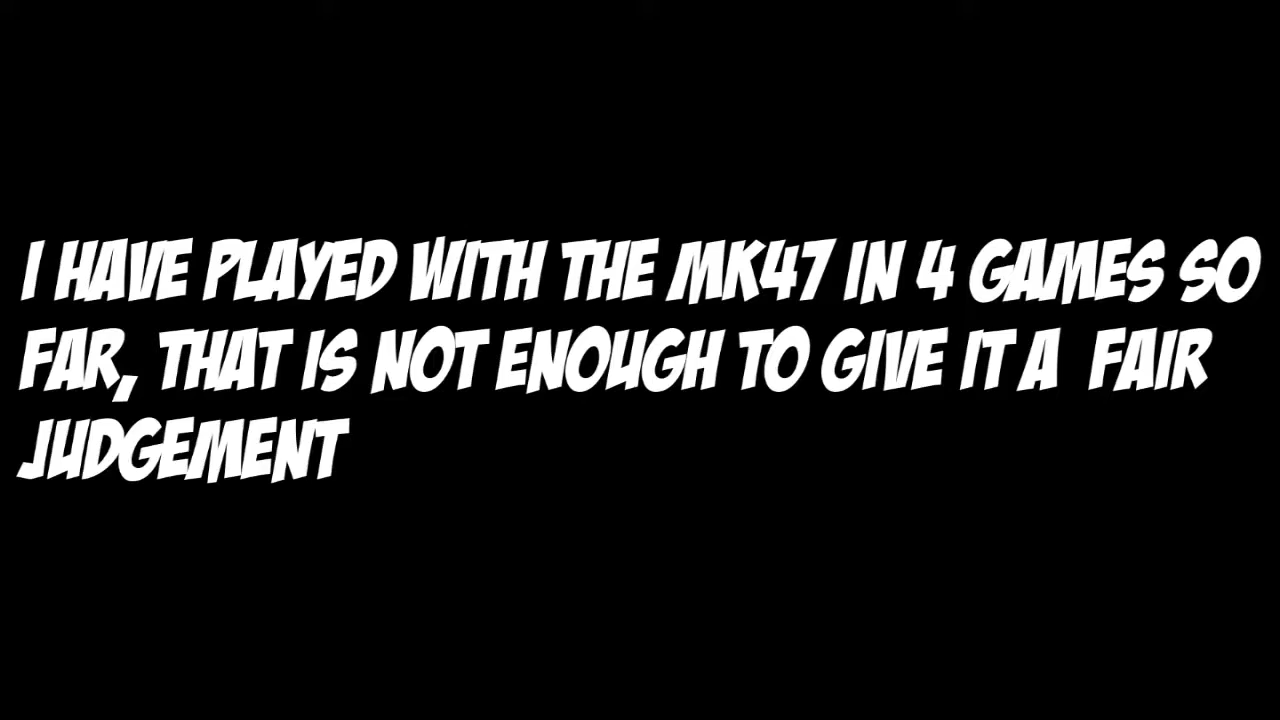 I HAVE PLAYED WITH THE MK47 IN 4 GAMES SO
FAR, THAT IS NOT ENOUGH TO GIVE IT A  FAIR
JUDGEMENT